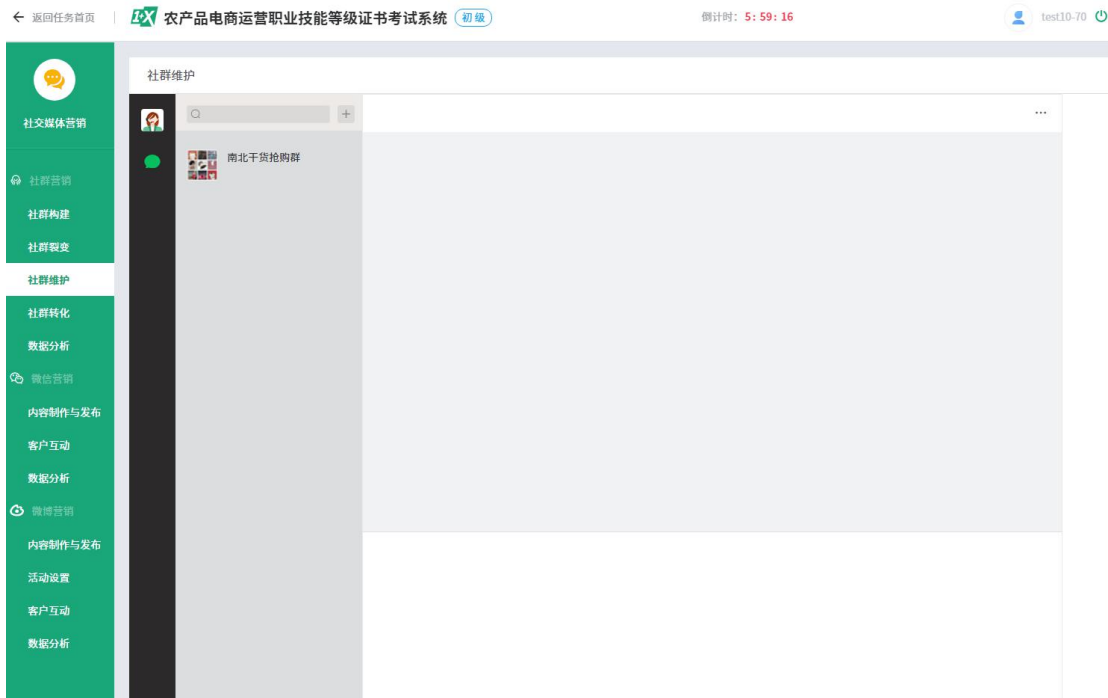 返回任务首页
1+X 农产品电商运营职业技能等级证书考试系统 初级
倒计时：5:59:16
test10-70
社交媒体营销
社群营销
社群构建
社群裂变
社群维护
社群转化
数据分析
微信营销
内容制作与发布
客户互动
数据分析
微博营销
内容制作与发布
活动设置
客户互动
数据分析
社群维护
南北干货抢购群